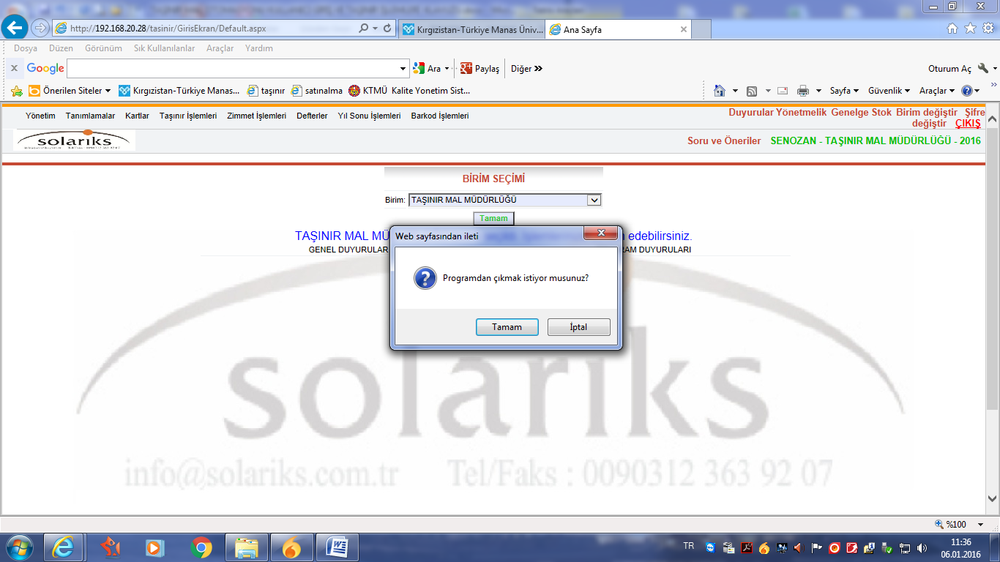 http://192.168.20.28/tasinir/GirisEkran/Default.aspx
Kırgızistan-Türkiye Manas Üniv...
Ana Sayfa
Dosya Düzen Görünüm Sık Kullanılanlar Araçlar Yardım
x Google Ara Paylaş Diğer Oturum Aç
Önerilen Siteler Kırgızistan-Türkiye Manas... taşınır satınalma KTMÜ Kalite Yonetim Sist... Sayfa Güvenlik Araçlar
Yönetim Tanımlamalar Kartlar Taşınır İşlemleri Zimmet İşlemleri Defterler Yıl Sonu İşlemleri Barkod İşlemleri
Duyurular Yönetmelik Genelge Stok Birim değiştir Şifre
değiştir ÇIKIŞ
solarıks
Soru ve Öneriler SENOZAN - TAŞINIR MAL MÜDÜRLÜĞÜ - 2016
BİRİM SEÇİMİ
Birim: TAŞINIR MAL MÜDÜRLÜĞÜ
Tamam
TAŞINIR MAL MÜ edebilirsiniz.
GENEL DUYURULAR AM DUYURULARI
Web sayfasından ileti
Programdan çıkmak istiyor musunuz?
Tamam İptal
solarıks
info@solariks.com.tr Tel/Faks : 0090312 363 92 07
%100
TR
11:36
06.01.2016